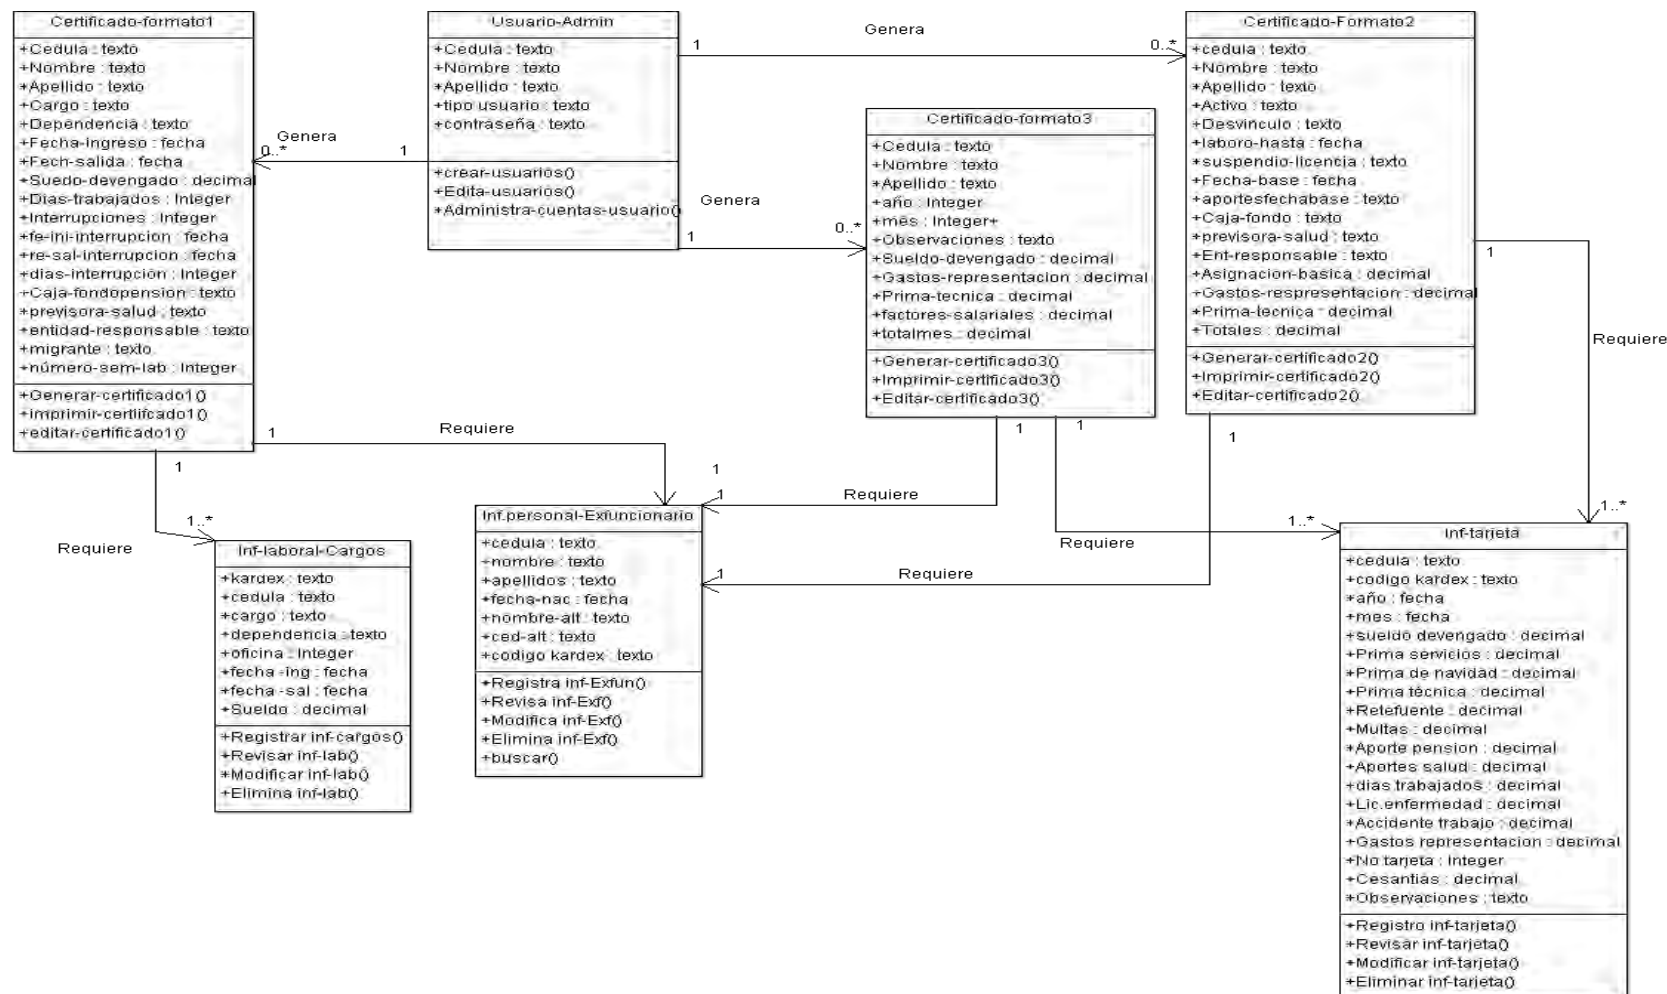 Certificado-formato1
+Cedula : texto
+Nombre : texto
+Apellido : texto
+Cargo : texto
+Dependencia : texto
+Fecha-ingreso : fecha
+Fech-salida : fecha
+Suedo-devengado : decimal
+Dias-trabajados : Integer
+Interrupciones : Integer
+fe-ini-interrupcion : fecha
+re-sal-interrupcion : fecha
+dias-interrupción : Integer
+Caja-fondopension : texto
+previsora-salud : texto
+entidad-responsable : texto
+migrante : texto
+número-sem-lab : Integer
+Generar-certificado1()
+imprimir-certiifcado1()
+editar-certificado1()
Usuario-Admin
+Cedula : texto
+Nombre : texto
+Apellido : texto
+tipo usuario : texto
+contraseña : texto
+crear-usuarios()
+Edita-usuarios()
+Administra-cuentas-usuario()
Certificado-formato3
+Cedula : texto
+Nombre : texto
+Apellido : texto
+año : Integer
+mes : Integer+
+Observaciones : texto
+Sueldo-devengado : decimal
+Gastos-representacion : decimal
+Prima-tecnica : decimal
+factores-salariales : decimal
+totalmes : decimal
+Generar-certificado3()
+Imprimir-certificado3()
+Editar-certificado3()
Certificado-Formato2
+cedula : texto
+Nombre : texto
+Apellido : texto
+Activo : texto
+Desvinculo : texto
+laboro-hasta : fecha
+suspendio-licencia : texto
+Fecha-base : fecha
+aportesfechabase : texto
+Caja-fondo : texto
+previsora-salud : texto
+Ent-responsable : texto
+Asignacion-basica : decimal
+Gastos-respresentacion : decimal
+Prima-tecnica : decimal
+Totales : decimal
+Generar-certificado2()
+Imprimir-certificado2()
+Editar-certificado2()
Genera
1
0..*
Genera
0..*
1
Genera
1
0..*
1
Requiere
1
1
1..*
Requiere
1
1
1
Requiere
1
1
1..*
Requiere
1
1
Requiere
1
Requiere
1..*
Inf-laboral-Cargos
+kardex : texto
+cedula : texto
+cargo : texto
+dependencia : texto
+oficina : Integer
+fecha -ing : fecha
+fecha -sal : fecha
+Sueldo : decimal
+Registrar inf-cargos()
+Revisar inf-lab()
+Modificar inf-lab()
+Elimina inf-lab()
Inf.personal-Exfuncionario
+cedula : texto
+nombre : texto
+apellidos : texto
+fecha-nac : fecha
+nombre-alt : texto
+ced-alt : texto
+codigo kardex : texto
+Registra inf-Exfun()
+Revisa inf-Exf()
+Modifica inf-Exf()
+Elimina inf-Exf()
+buscar()
Inf-tarjeta
+cedula : texto
+codigo kardex : texto
+año : fecha
+mes : fecha
+sueldo devengado : decimal
+Prima servicios : decimal
+Prima de navidad : decimal
+Prima técnica : decimal
+Retefuente : decimal
+Multas : decimal
+Aporte pension : decimal
+Aportes salud : decimal
+dias trabajados : decimal
+Lic.enfermedad : decimal
+Accidente trabajo : decimal
+Gastos representacion : decimal
+No tarjeta : Integer
+Cesantias : decimal
+Observaciones : texto
+Registro inf-tarjeta()
+Revisar inf-tarjeta()
+Modificar inf-tarjeta()
+Eliminar inf-tarjeta()